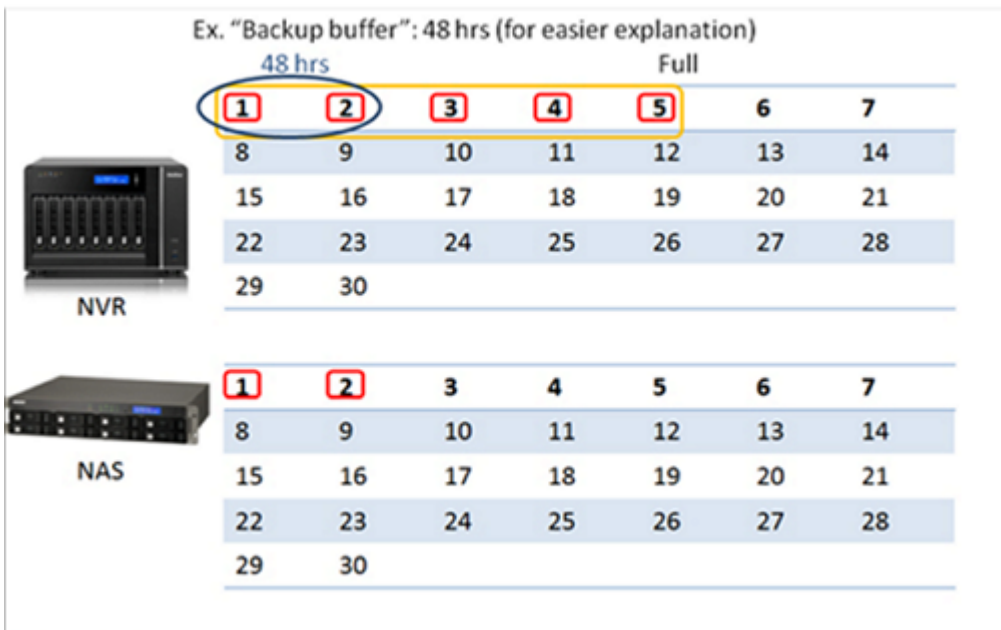 Ex. “Backup buffer”: 48 hrs (for easier explanation)
48 hrs Full
1 2 3 4 5 6 7
8 9 10 11 12 13 14
15 16 17 18 19 20 21
22 23 24 25 26 27 28
29 30
NVR
1 2 3 4 5 6 7
8 9 10 11 12 13 14
NAS
15 16 17 18 19 20 21
22 23 24 25 26 27 28
29 30